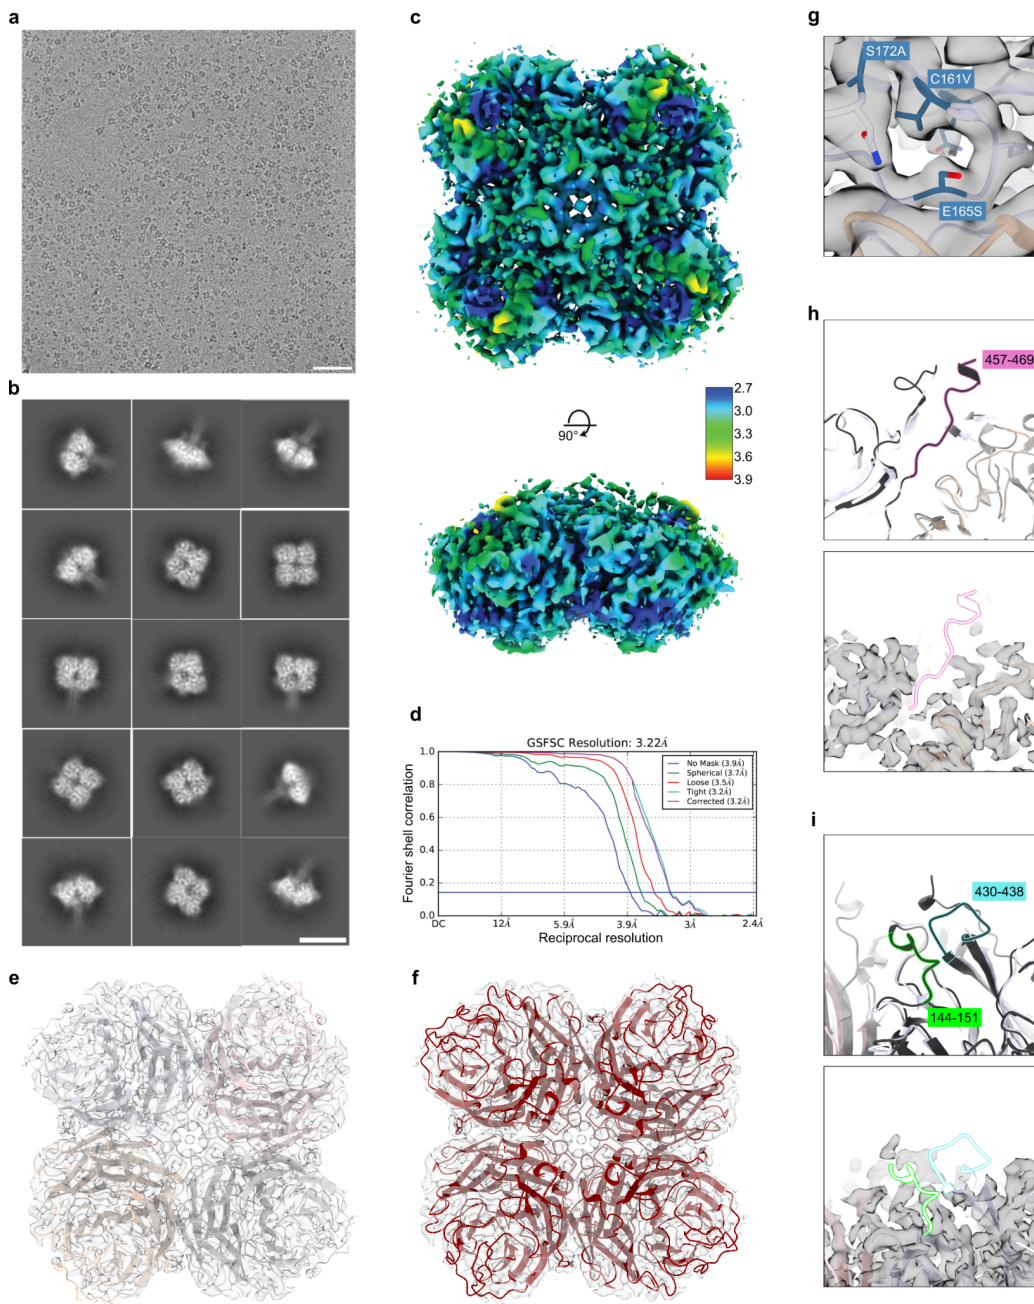 a
b
c
90°
2.7
3.0
3.3
3.6
3.9
d
GSFSC Resolution: 3.22Å
Fourier shell correlation
1.0
0.8
0.6
0.4
0.2
0.0
No Mask (3.9Å)
Spherical (3.7Å)
Loose (3.5Å)
Tight (3.2Å)
Corrected (3.2Å)
DC
12Å
5.9Å
3.9Å
3Å
2.4Å
Reciprocal resolution
e
f
g
S172A
C161V
E165S
h
457-469
i
430-438
144-151